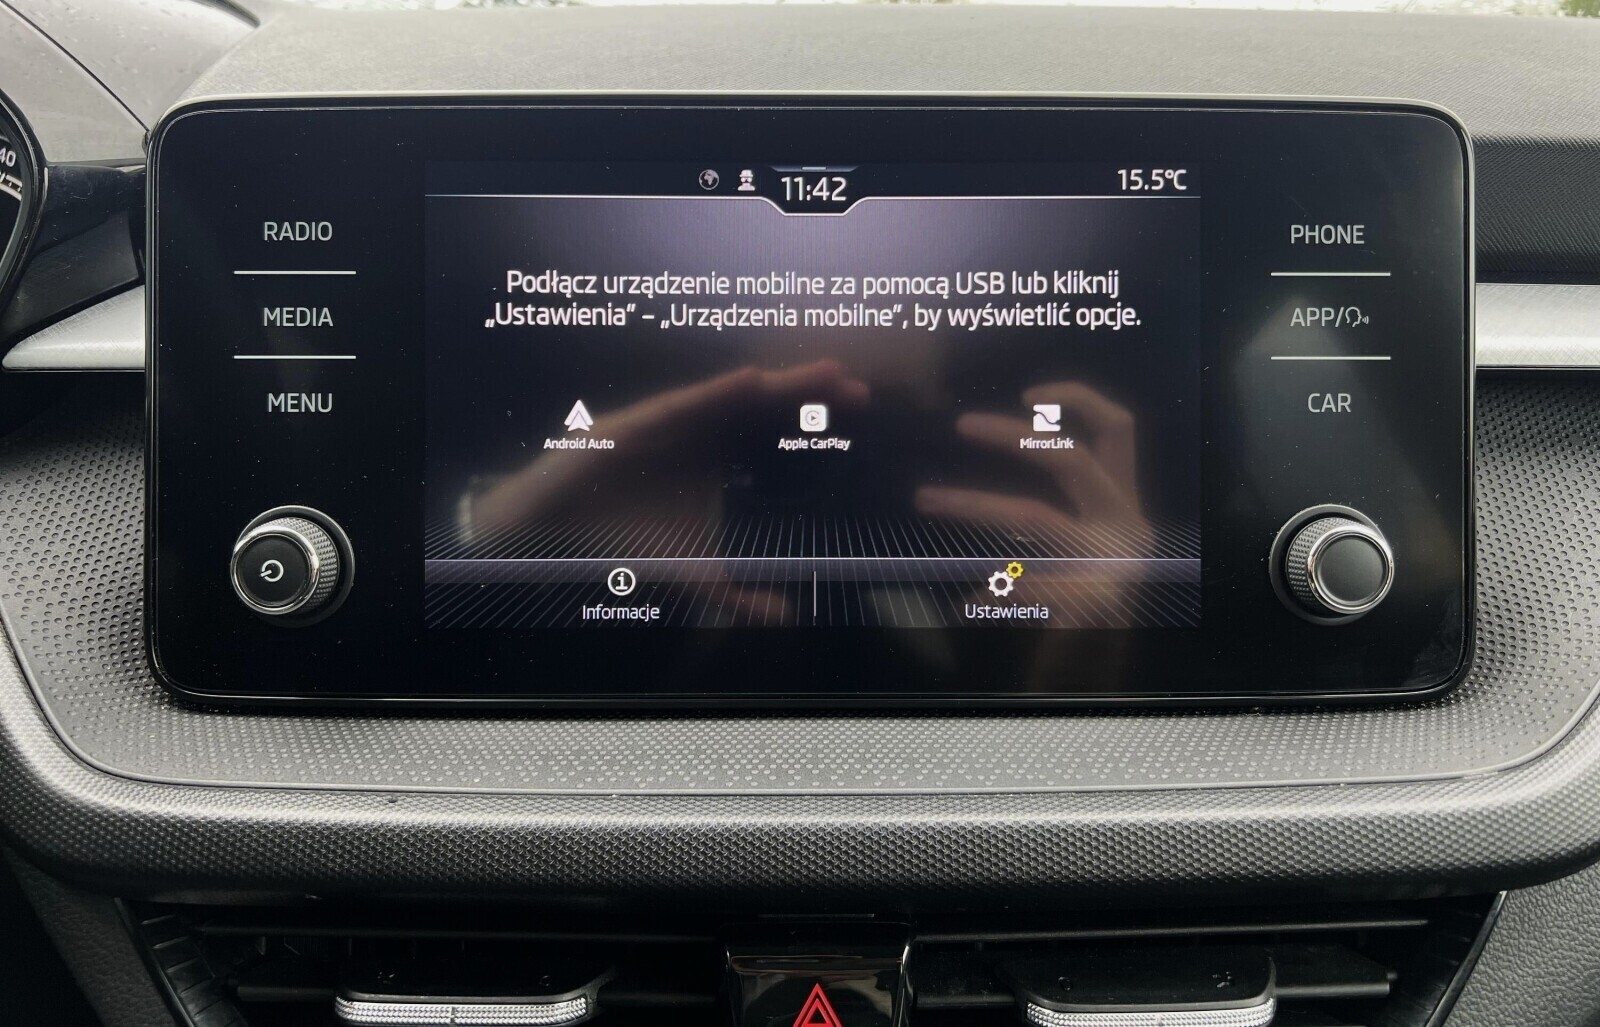 40
11:42
15.5°C
RADIO
MEDIA
MENU
Podłącz urządzenie mobilne za pomocą USB lub kliknij
„Ustawienia” – „Urządzenia mobilne”, by wyświetlić opcje.
Android Auto
Apple CarPlay
MirrorLink
Informacje
Ustawienia
PHONE
APP/
CAR